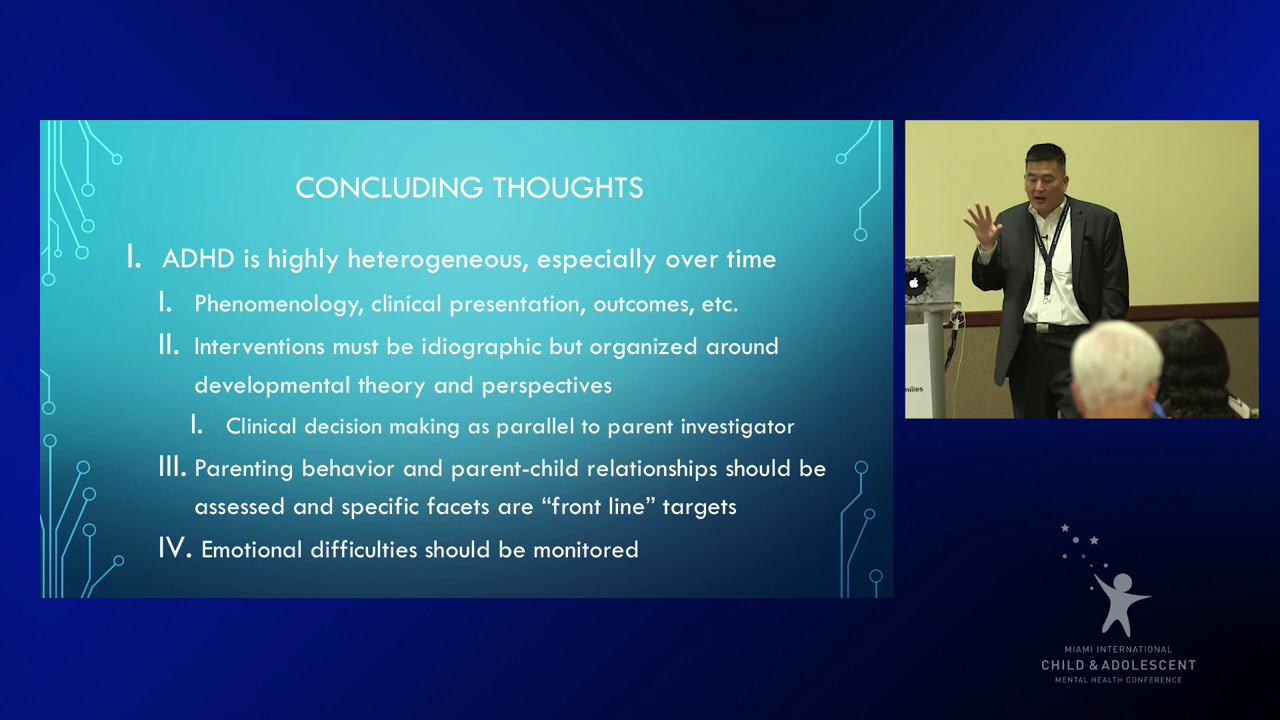 CONCLUDING THOUGHTS
I. ADHD is highly heterogeneous, especially over time
I. Phenomenology, clinical presentation, outcomes, etc.
II. Interventions must be idiographic but organized around
developmental theory and perspectives
I. Clinical decision making as parallel to parent investigator
III. Parenting behavior and parent-child relationships should be
assessed and specific facets are “front line” targets
IV. Emotional difficulties should be monitored
MIAMI INTERNATIONAL
CHILD & ADOLESCENT
MENTAL HEALTH CONFERENCE